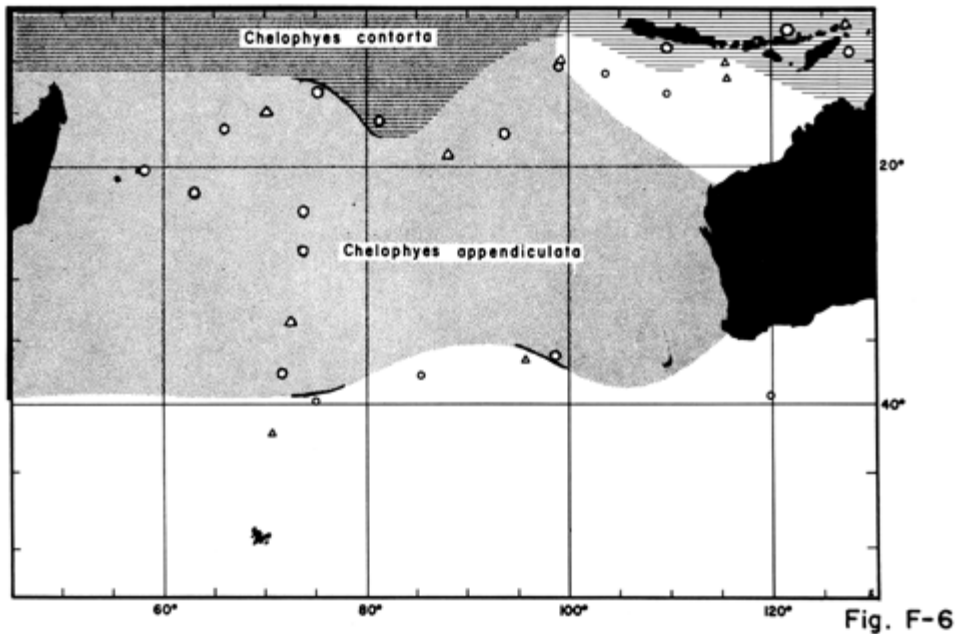 Chelophyes contorta
20°
Chelophyes appendiculata
40°
60°
80°
100°
120°
Fig. F-6